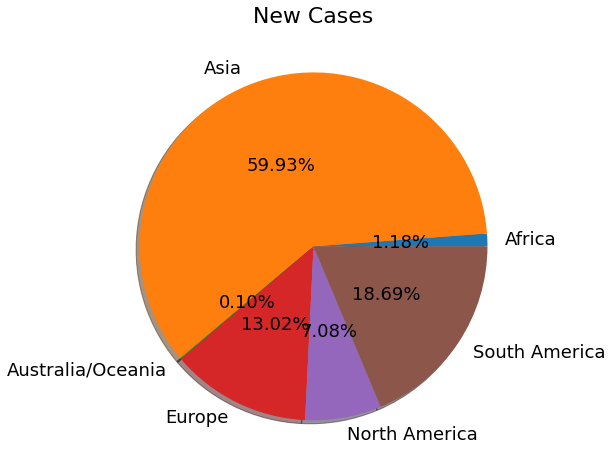 New Cases
Asia
59.93%
Africa
1.18%
0.10%
18.69%
13.02%
7.08%
South America
Australia/Oceania
Europe
North America